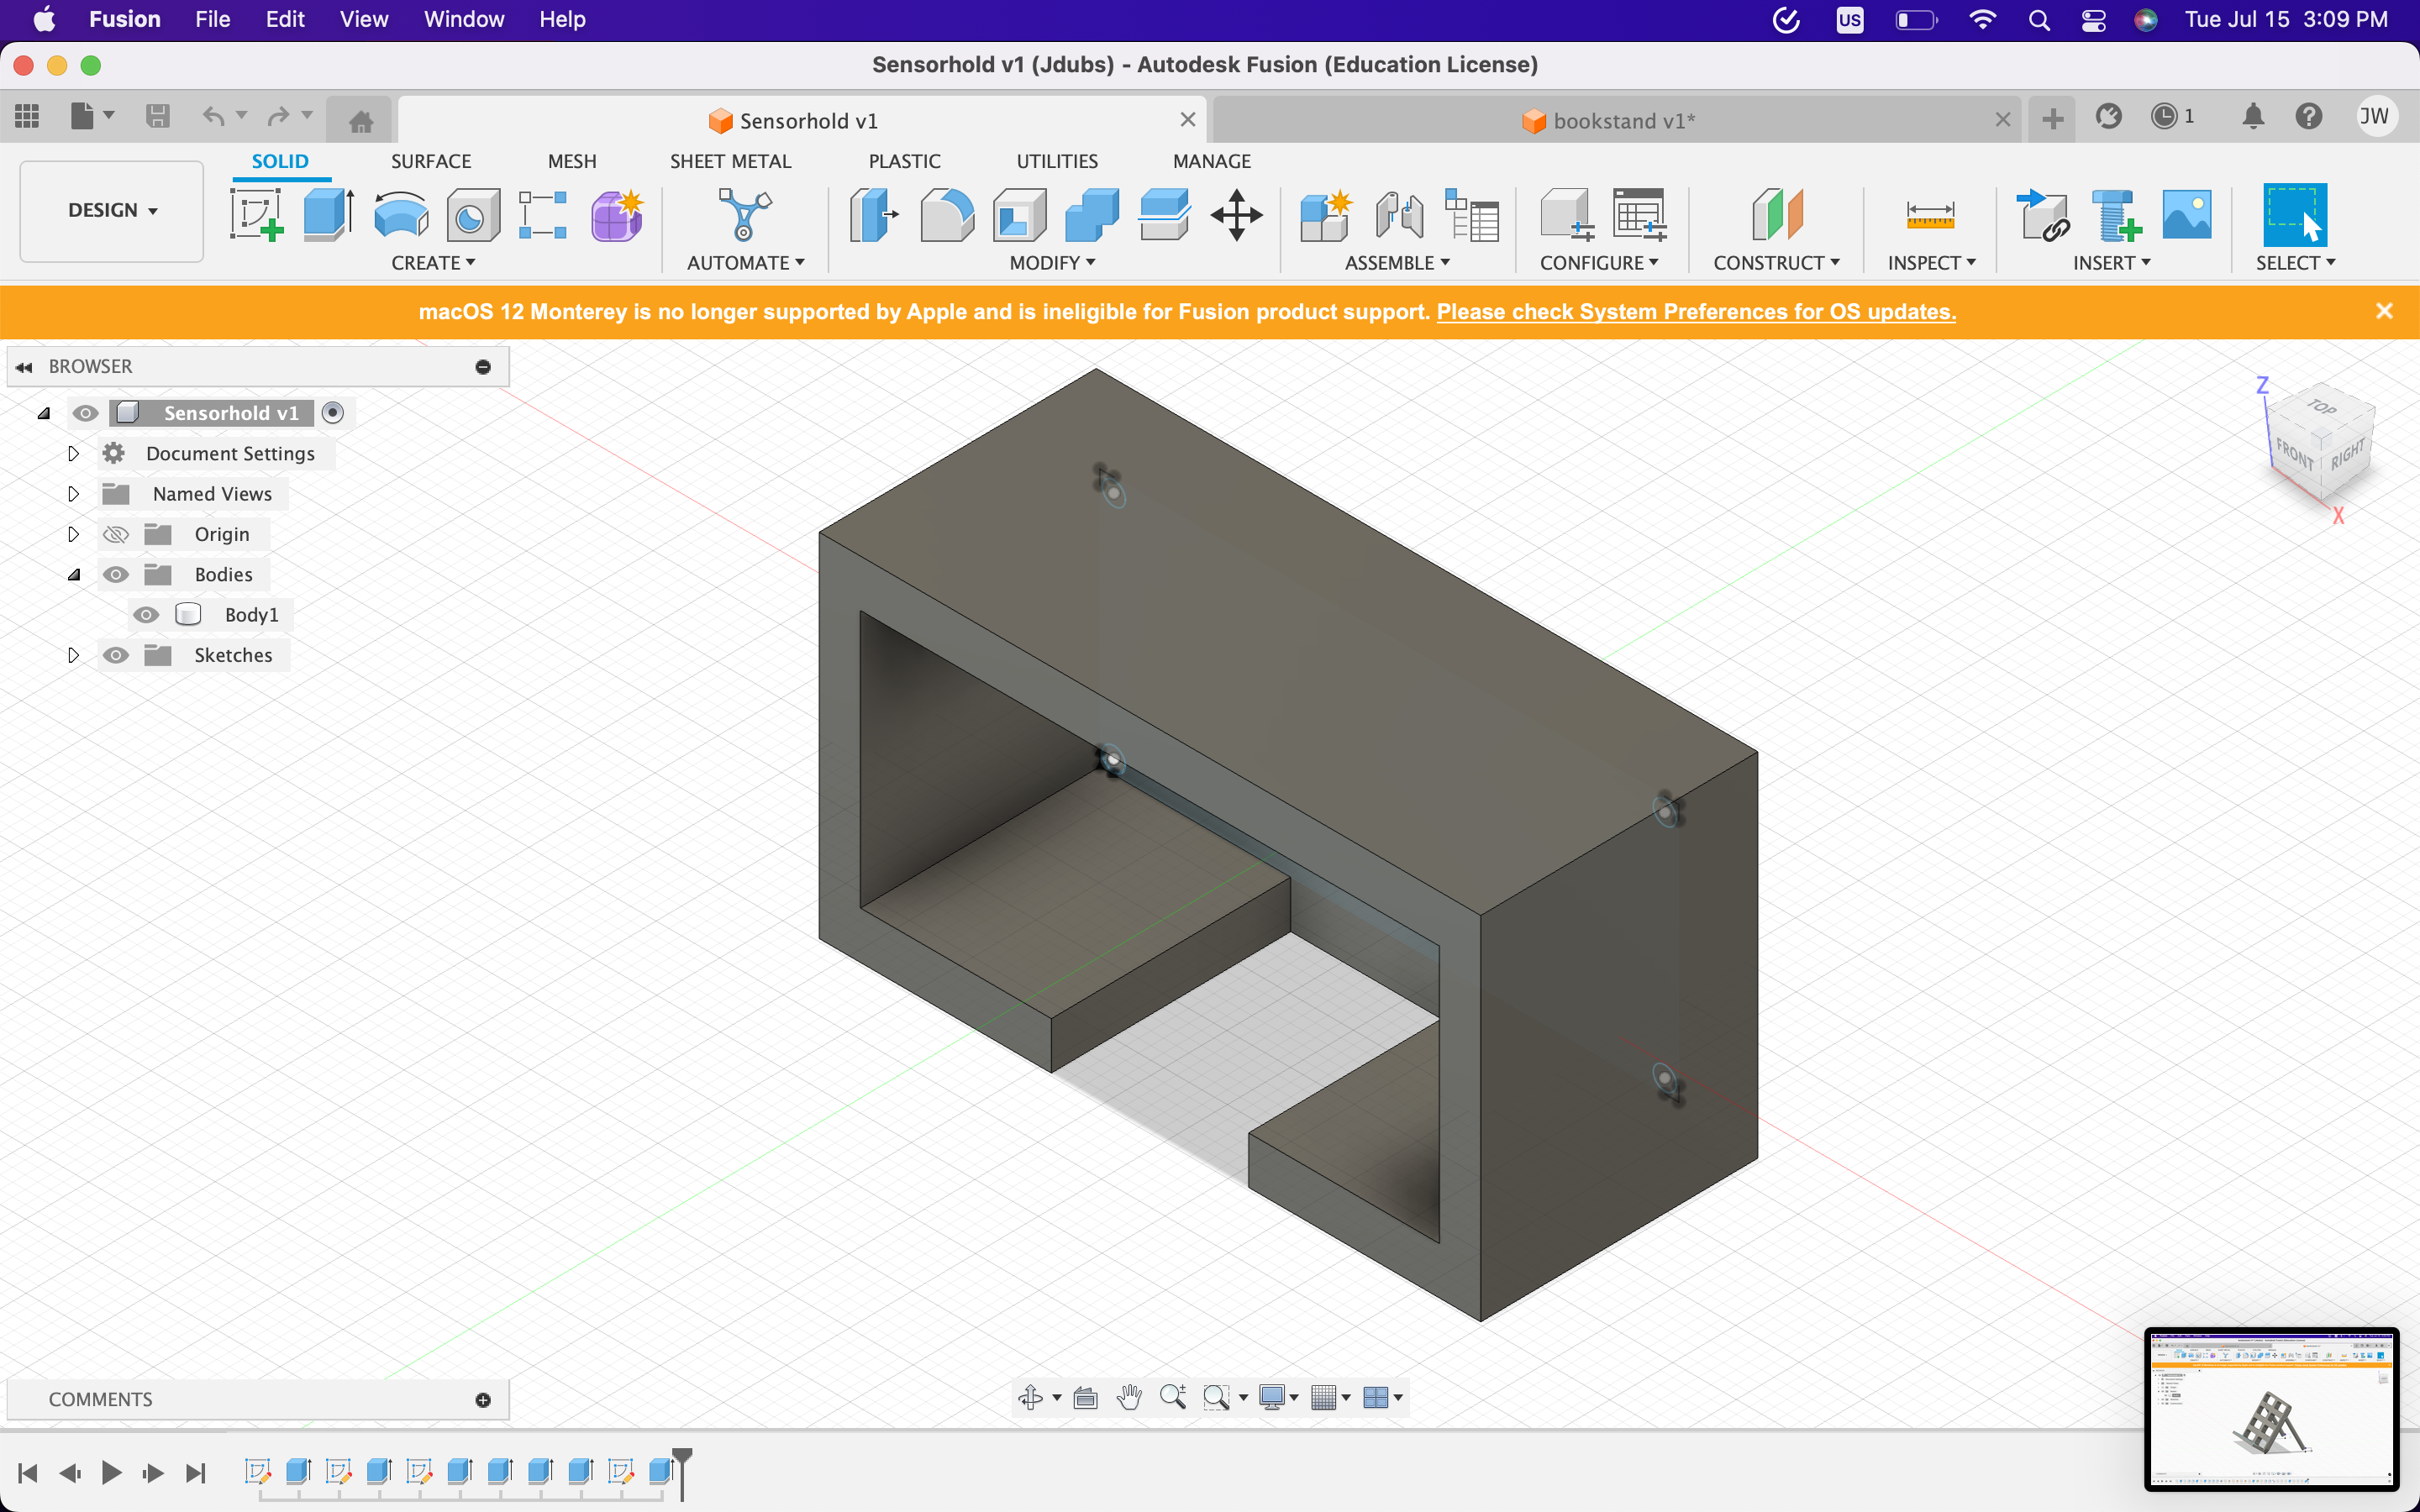 Fusion File Edit View Window Help US Tue Jul 15 3:09 PM
Sensorhold v1 (Jdubs) - Autodesk Fusion (Education License)
Sensorhold v1 bookstand v1* 1 JW
SOLID SURFACE MESH SHEET METAL PLASTIC UTILITIES MANAGE
DESIGN
CREATE AUTOMATE MODIFY ASSEMBLE CONFIGURE CONSTRUCT INSPECT INSERT SELECT
macOS 12 Monterey is no longer supported by Apple and is ineligible for Fusion product support. Please check System Preferences for OS updates.
BROWSER
Sensorhold v1
Document Settings
Named Views
Origin
Bodies
Body1
Sketches
Z
TOP
FRONT RIGHT
X
COMMENTS